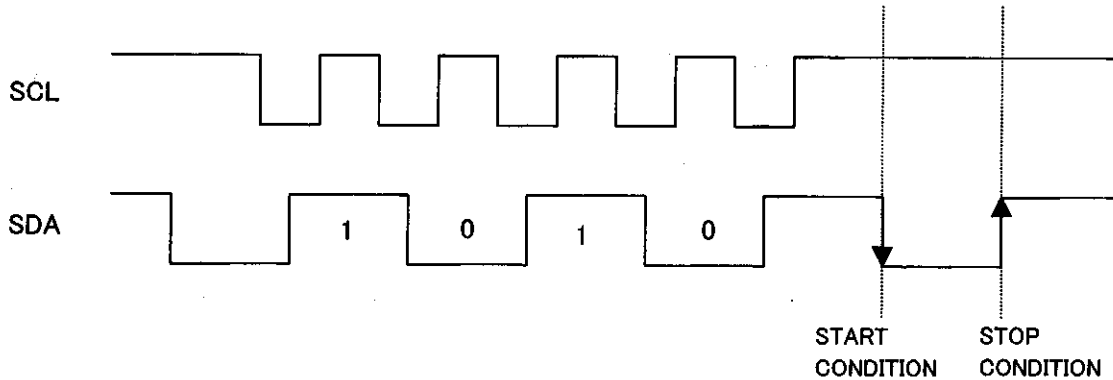 SCL
SDA
1 0 1 0
START
CONDITION
STOP
CONDITION